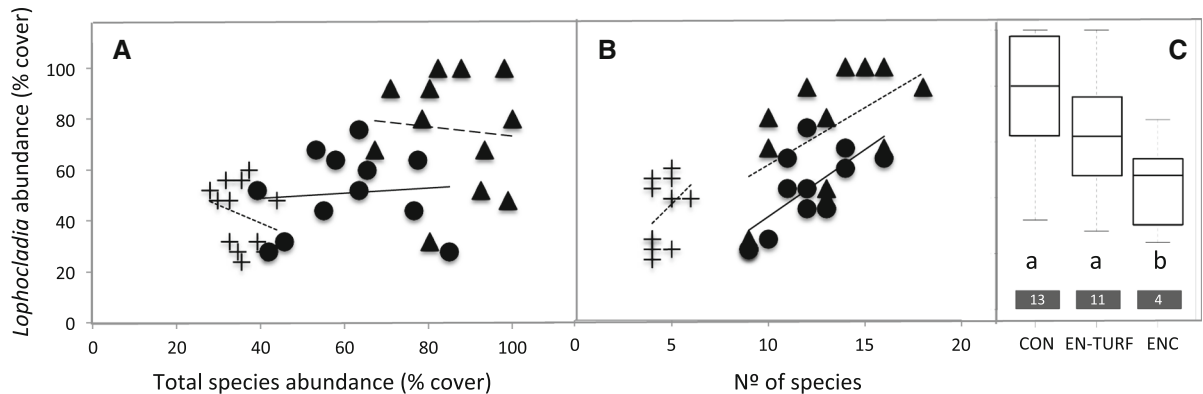 Lophocladia abundance (% cover)
A
B
C
100
80
60
40
20
0
0 20 40 60 80 100
0 5 10 15 20
a a b
13 11 4
CON EN-TURF ENC
Total species abundance (% cover)
Nº of species